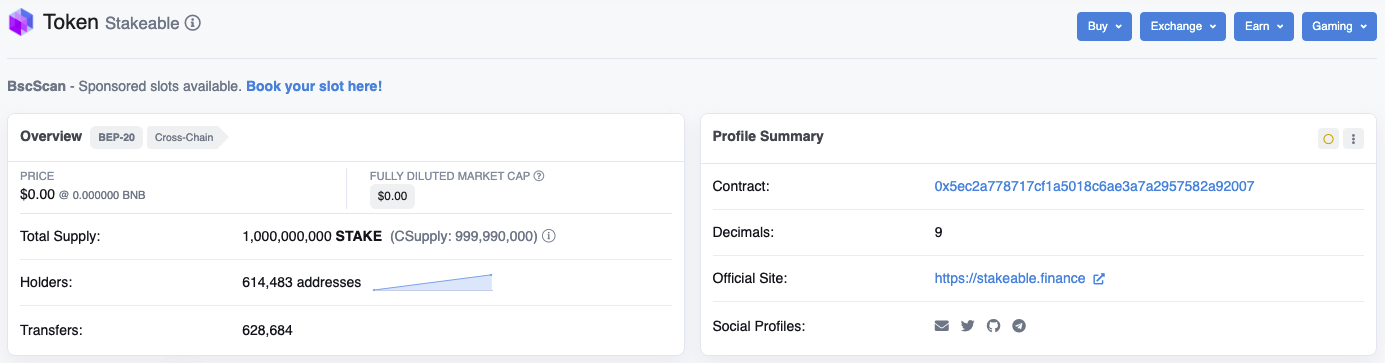 Token Stakeable
Buy Exchange Earn Gaming
BscScan - Sponsored slots available. Book your slot here!
Overview BEP-20 Cross-Chain
PRICE
$0.00 @ 0.000000 BNB
FULLY DILUTED MARKET CAP
$0.00
Total Supply: 1,000,000,000 STAKE (CSupply: 999,990,000)
Holders: 614,483 addresses
Transfers: 628,684
Profile Summary
Contract: 0x5ec2a778717cf1a5018c6ae3a7a2957582a92007
Decimals: 9
Official Site: https://stakeable.finance
Social Profiles: